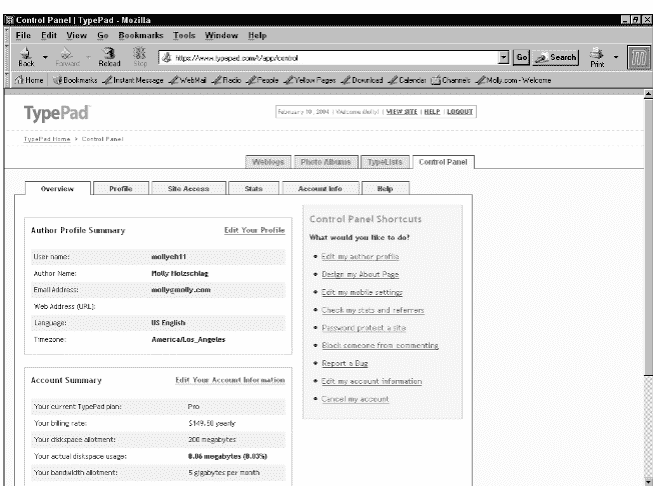 Control Panel | TypePad - Mozilla
File Edit View Go Bookmarks Tools Window Help
Back Forward Reload Stop https://www.typepad.com/t/app/control Go Search Print
Home Bookmarks Instant Message WebMail Radio People Yellow Pages Download Calendar Channels Molly.com - Welcome
TypePad
February 19, 2004 | Welcome | VIEW SITE | HELP | LOGOUT
TypePad Home > Control Panel
Weblogs Photo Albums TypeLists Control Panel
Overview Profile Site Access Stats Account Info Help
Author Profile Summary Edit Your Profile
User name: mollyeh11
Author Name: Molly Holzschlag
Email Address: molly@molly.com
Web Address (URL):
Language: US English
Timezone: America/Los_Angeles
Account Summary Edit Your Account Information
Your current TypePad plan: Pro
Your billing rate: $149.50 yearly
Your diskspace allotment: 200 megabytes
Your actual diskspace usage: 0.06 megabytes (0.03%)
Your bandwidth allotment: 5 gigabytes per month
Control Panel Shortcuts
What would you like to do?
• Edit my author profile
• Design my About Page
• Edit my mobile settings
• Check my stats and referrers
• Password protect a site
• Block someone from commenting
• Report a Bug
• Edit my account information
• Cancel my account